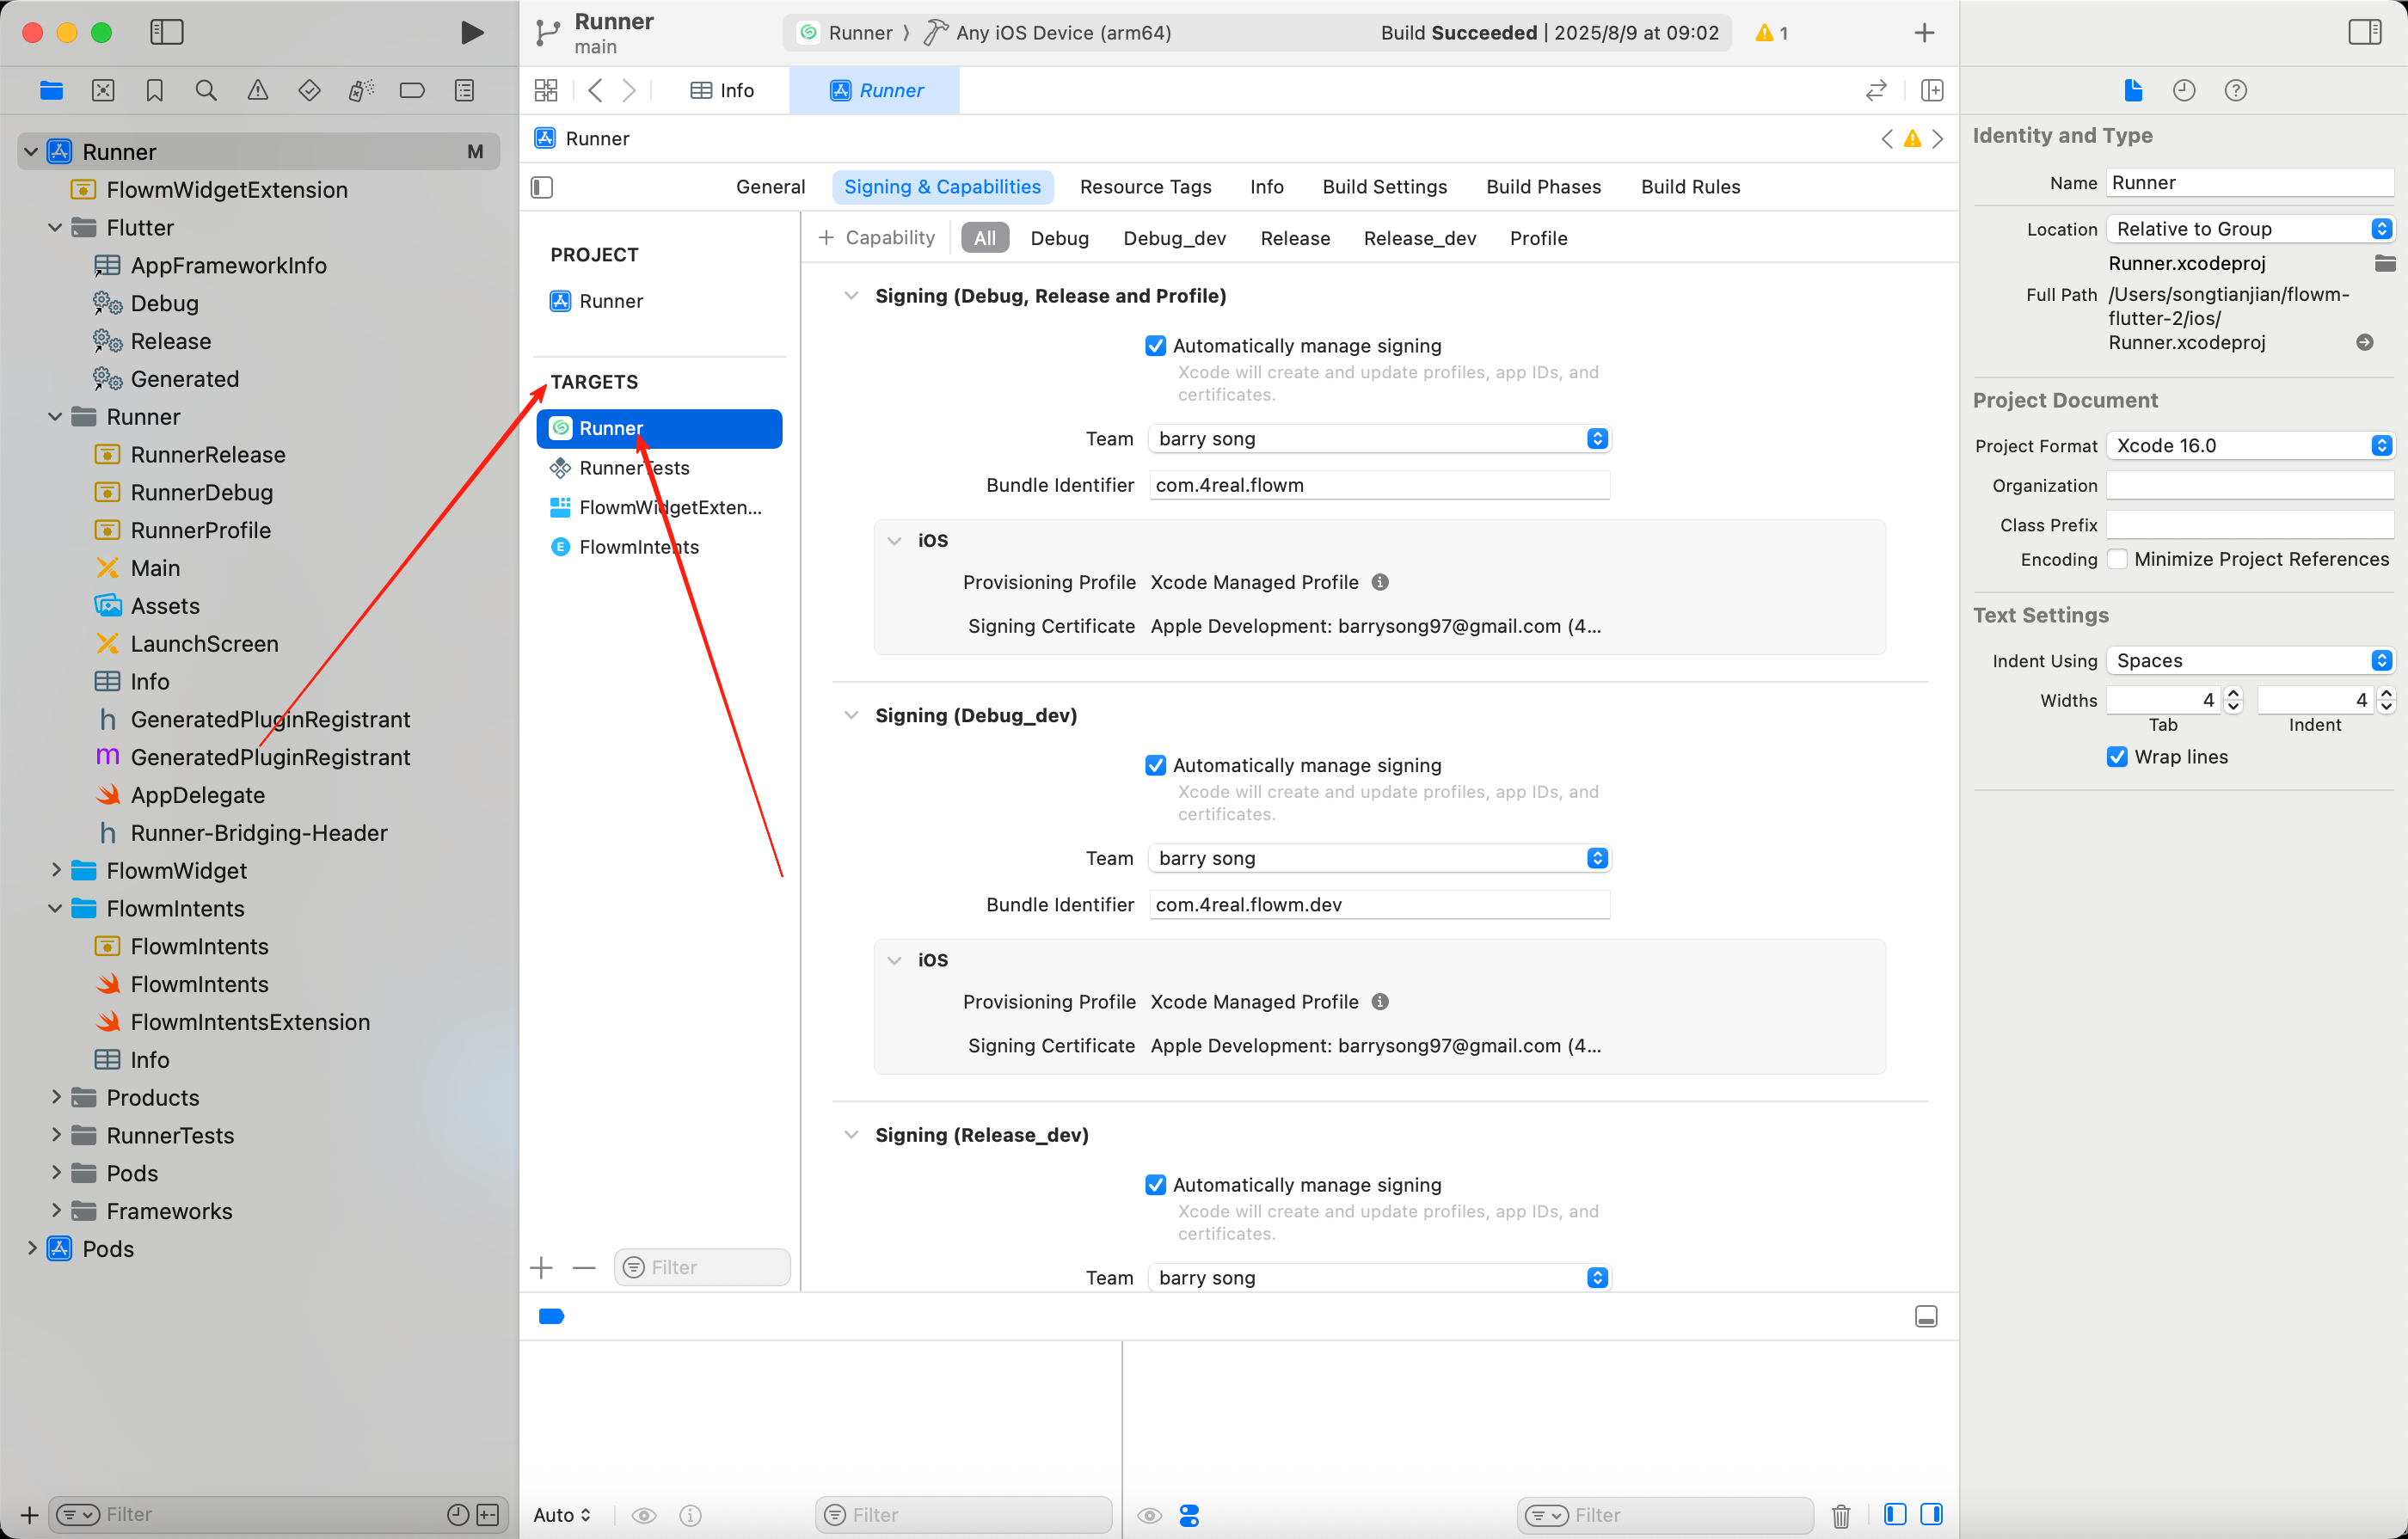 Runner
main
Runner 〉 Any iOS Device (arm64)
Build Succeeded | 2025/8/9 at 09:02
1
Info
Runner
Runner
General
Signing & Capabilities
Resource Tags
Info
Build Settings
Build Phases
Build Rules
Runner
M
FlowmWidgetExtension
Flutter
AppFrameworkInfo
Debug
Release
Generated
Runner
RunnerRelease
RunnerDebug
RunnerProfile
Main
Assets
LaunchScreen
Info
h GeneratedPluginRegistrant
m GeneratedPluginRegistrant
AppDelegate
h Runner-Bridging-Header
FlowmWidget
FlowmIntents
FlowmIntents
FlowmIntents
FlowmIntentsExtension
Info
Products
RunnerTests
Pods
Frameworks
Pods
Filter
PROJECT
Runner
TARGETS
Runner
RunnerTests
FlowmWidgetExten...
E FlowmIntents
Filter
+ Capability
All
Debug
Debug_dev
Release
Release_dev
Profile
Signing (Debug, Release and Profile)
Automatically manage signing
Xcode will create and update profiles, app IDs, and
certificates.
Team barry song
Bundle Identifier com.4real.flowm
iOS
Provisioning Profile Xcode Managed Profile
Signing Certificate Apple Development: barrysong97@gmail.com (4...
Signing (Debug_dev)
Automatically manage signing
Xcode will create and update profiles, app IDs, and
certificates.
Team barry song
Bundle Identifier com.4real.flowm.dev
iOS
Provisioning Profile Xcode Managed Profile
Signing Certificate Apple Development: barrysong97@gmail.com (4...
Signing (Release_dev)
Automatically manage signing
Xcode will create and update profiles, app IDs, and
certificates.
Team barry song
Auto
Filter
Filter
Identity and Type
Name Runner
Location Relative to Group
Runner.xcodeproj
Full Path /Users/songtianjian/flowm-
flutter-2/ios/
Runner.xcodeproj
Project Document
Project Format Xcode 16.0
Organization
Class Prefix
Encoding Minimize Project References
Text Settings
Indent Using Spaces
Widths 4 4
Tab Indent
Wrap lines